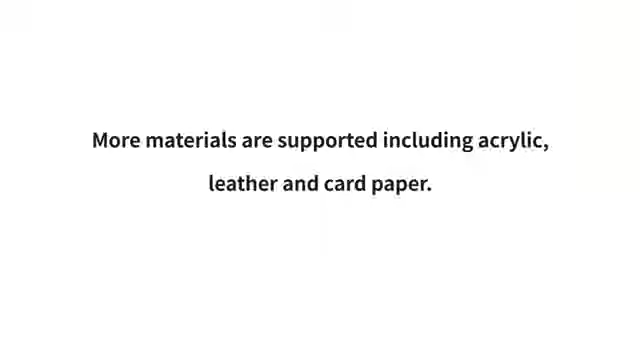 More materials are supported including acrylic,
leather and card paper.